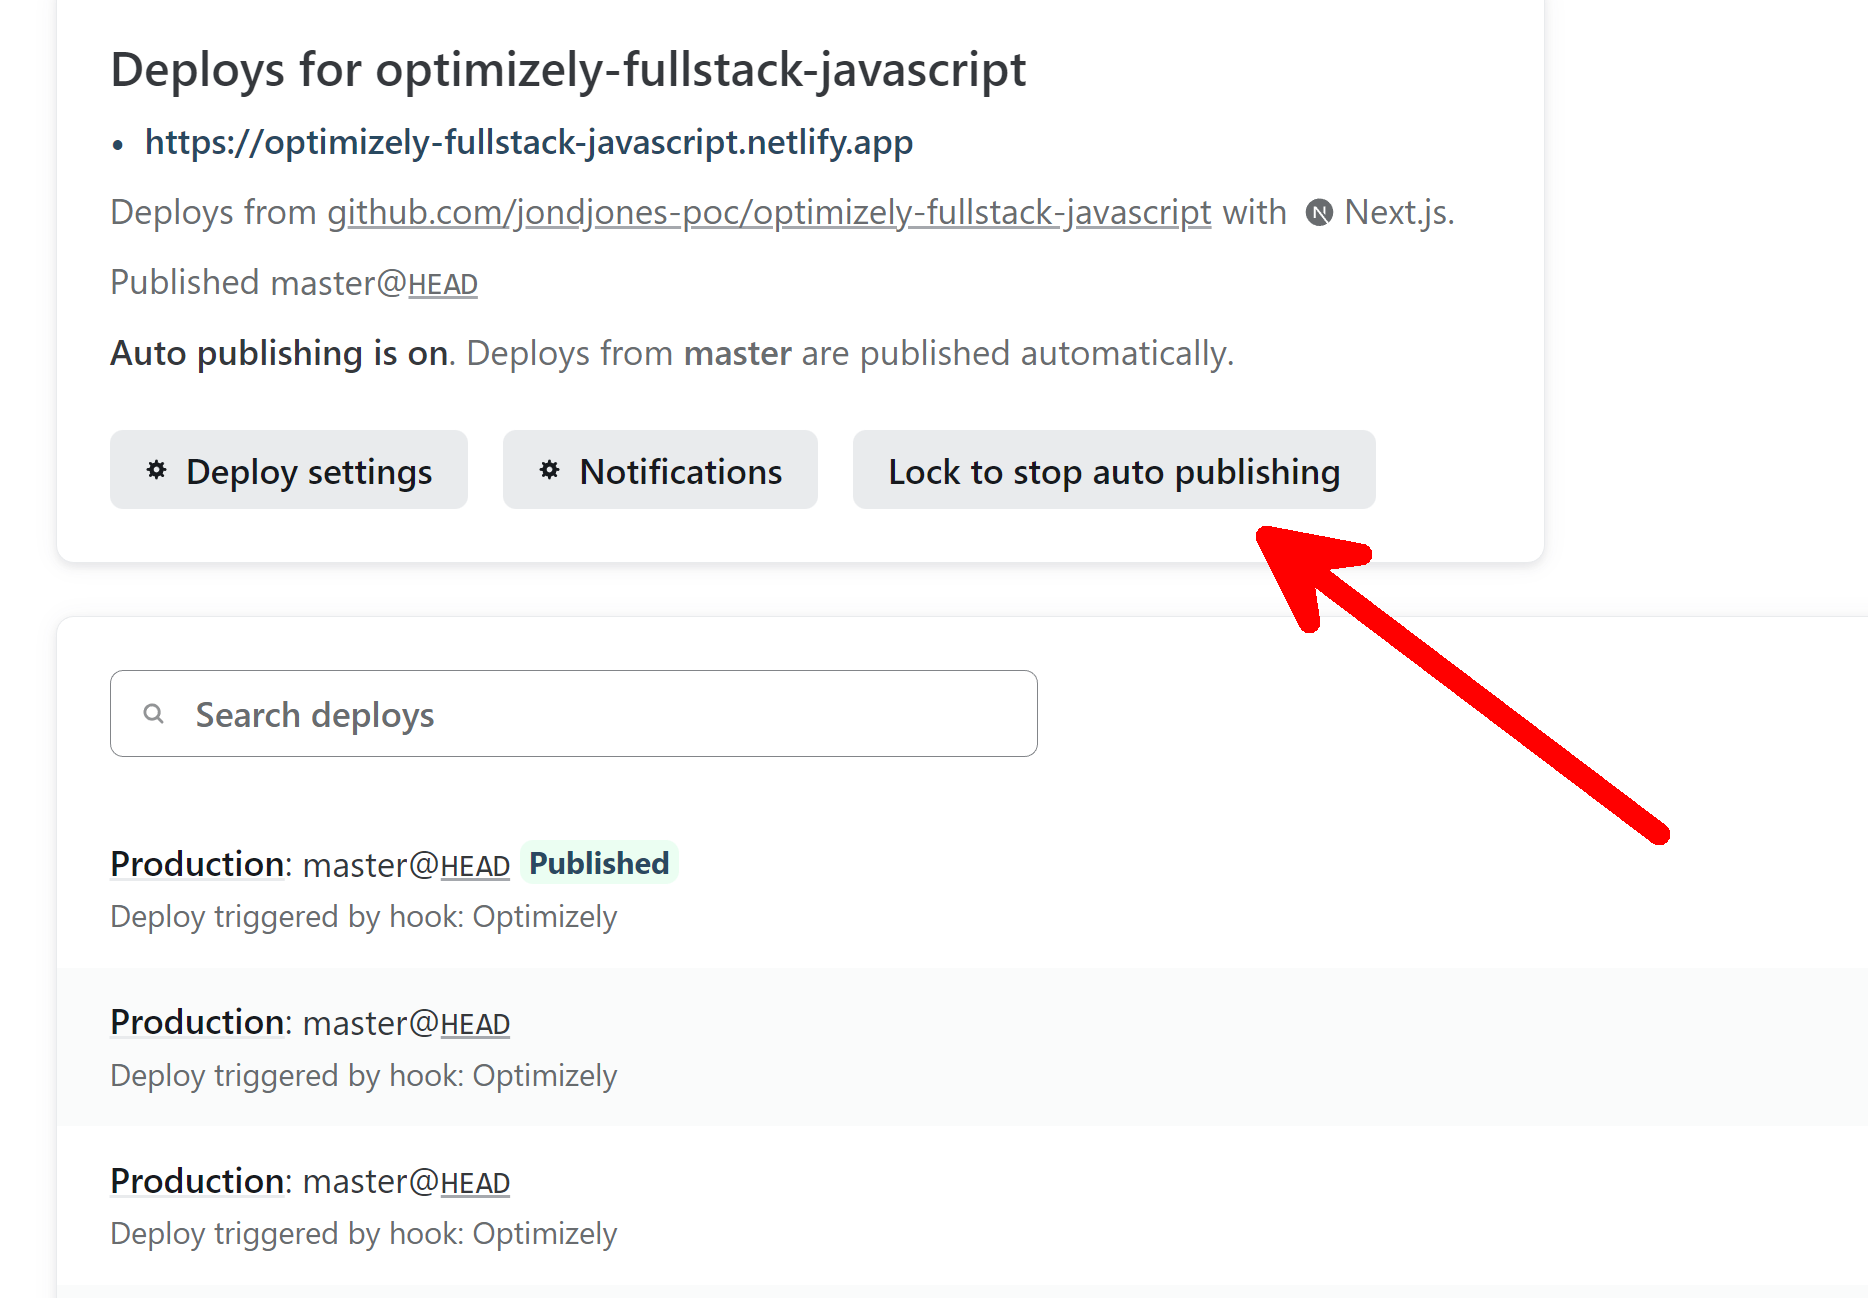 Deploys for optimizely-fullstack-javascript
• https://optimizely-fullstack-javascript.netlify.app
Deploys from github.com/jondjones-poc/optimizely-fullstack-javascript with N Next.js.
Published master@HEAD
Auto publishing is on. Deploys from master are published automatically.
Deploy settings Notifications Lock to stop auto publishing
Search deploys
Production: master@HEAD Published
Deploy triggered by hook: Optimizely
Production: master@HEAD
Deploy triggered by hook: Optimizely
Production: master@HEAD
Deploy triggered by hook: Optimizely